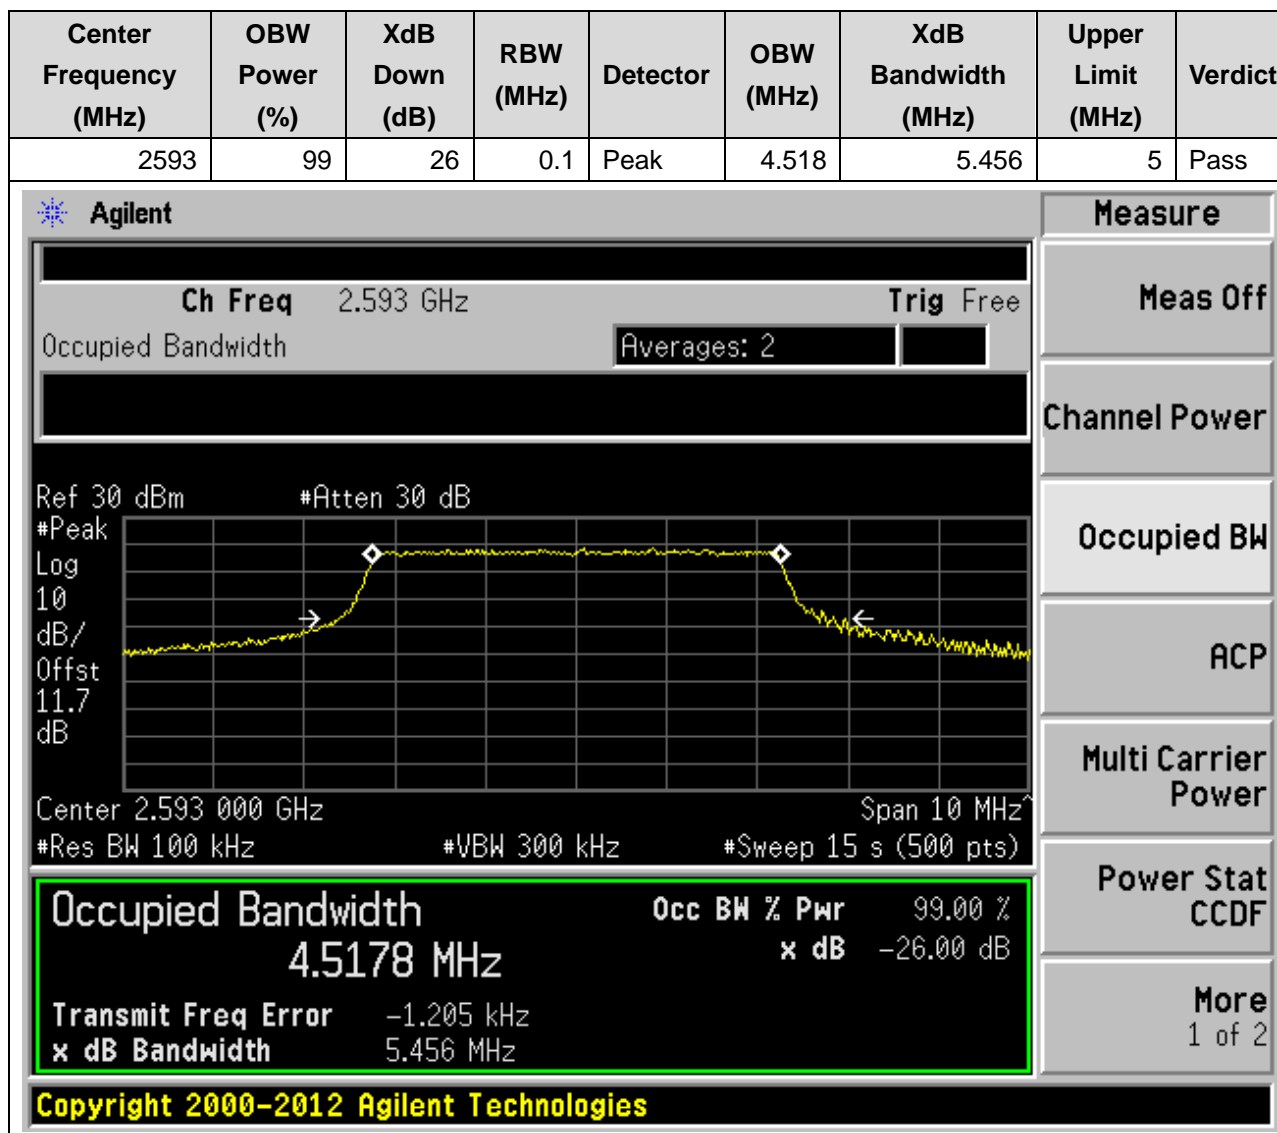 Center Frequency (MHz) OBW Power (%) XdB Down (dB) RBW (MHz) Detector OBW (MHz) XdB Bandwidth (MHz) Upper Limit (MHz) Verdict
2593 99 26 0.1 Peak 4.518 5.456 5 Pass
Agilent
Measure
Ch Freq 2.593 GHz Trig Free
Meas Off
Occupied Bandwidth Averages: 2
Channel Power
Ref 30 dBm #Atten 30 dB
#Peak
Log
10
dB/
Offst
11.7
dB
Occupied BW
ACP
Multi Carrier
Power
Center 2.593 000 GHz Span 10 MHz^
#Res BW 100 kHz #VBW 300 kHz #Sweep 15 s (500 pts)
Power Stat
CCDF
Occupied Bandwidth Occ BW % Pwr 99.00 %
4.5178 MHz x dB -26.00 dB
Transmit Freq Error -1.205 kHz
x dB Bandwidth 5.456 MHz
More
1 of 2
Copyright 2000-2012 Agilent Technologies